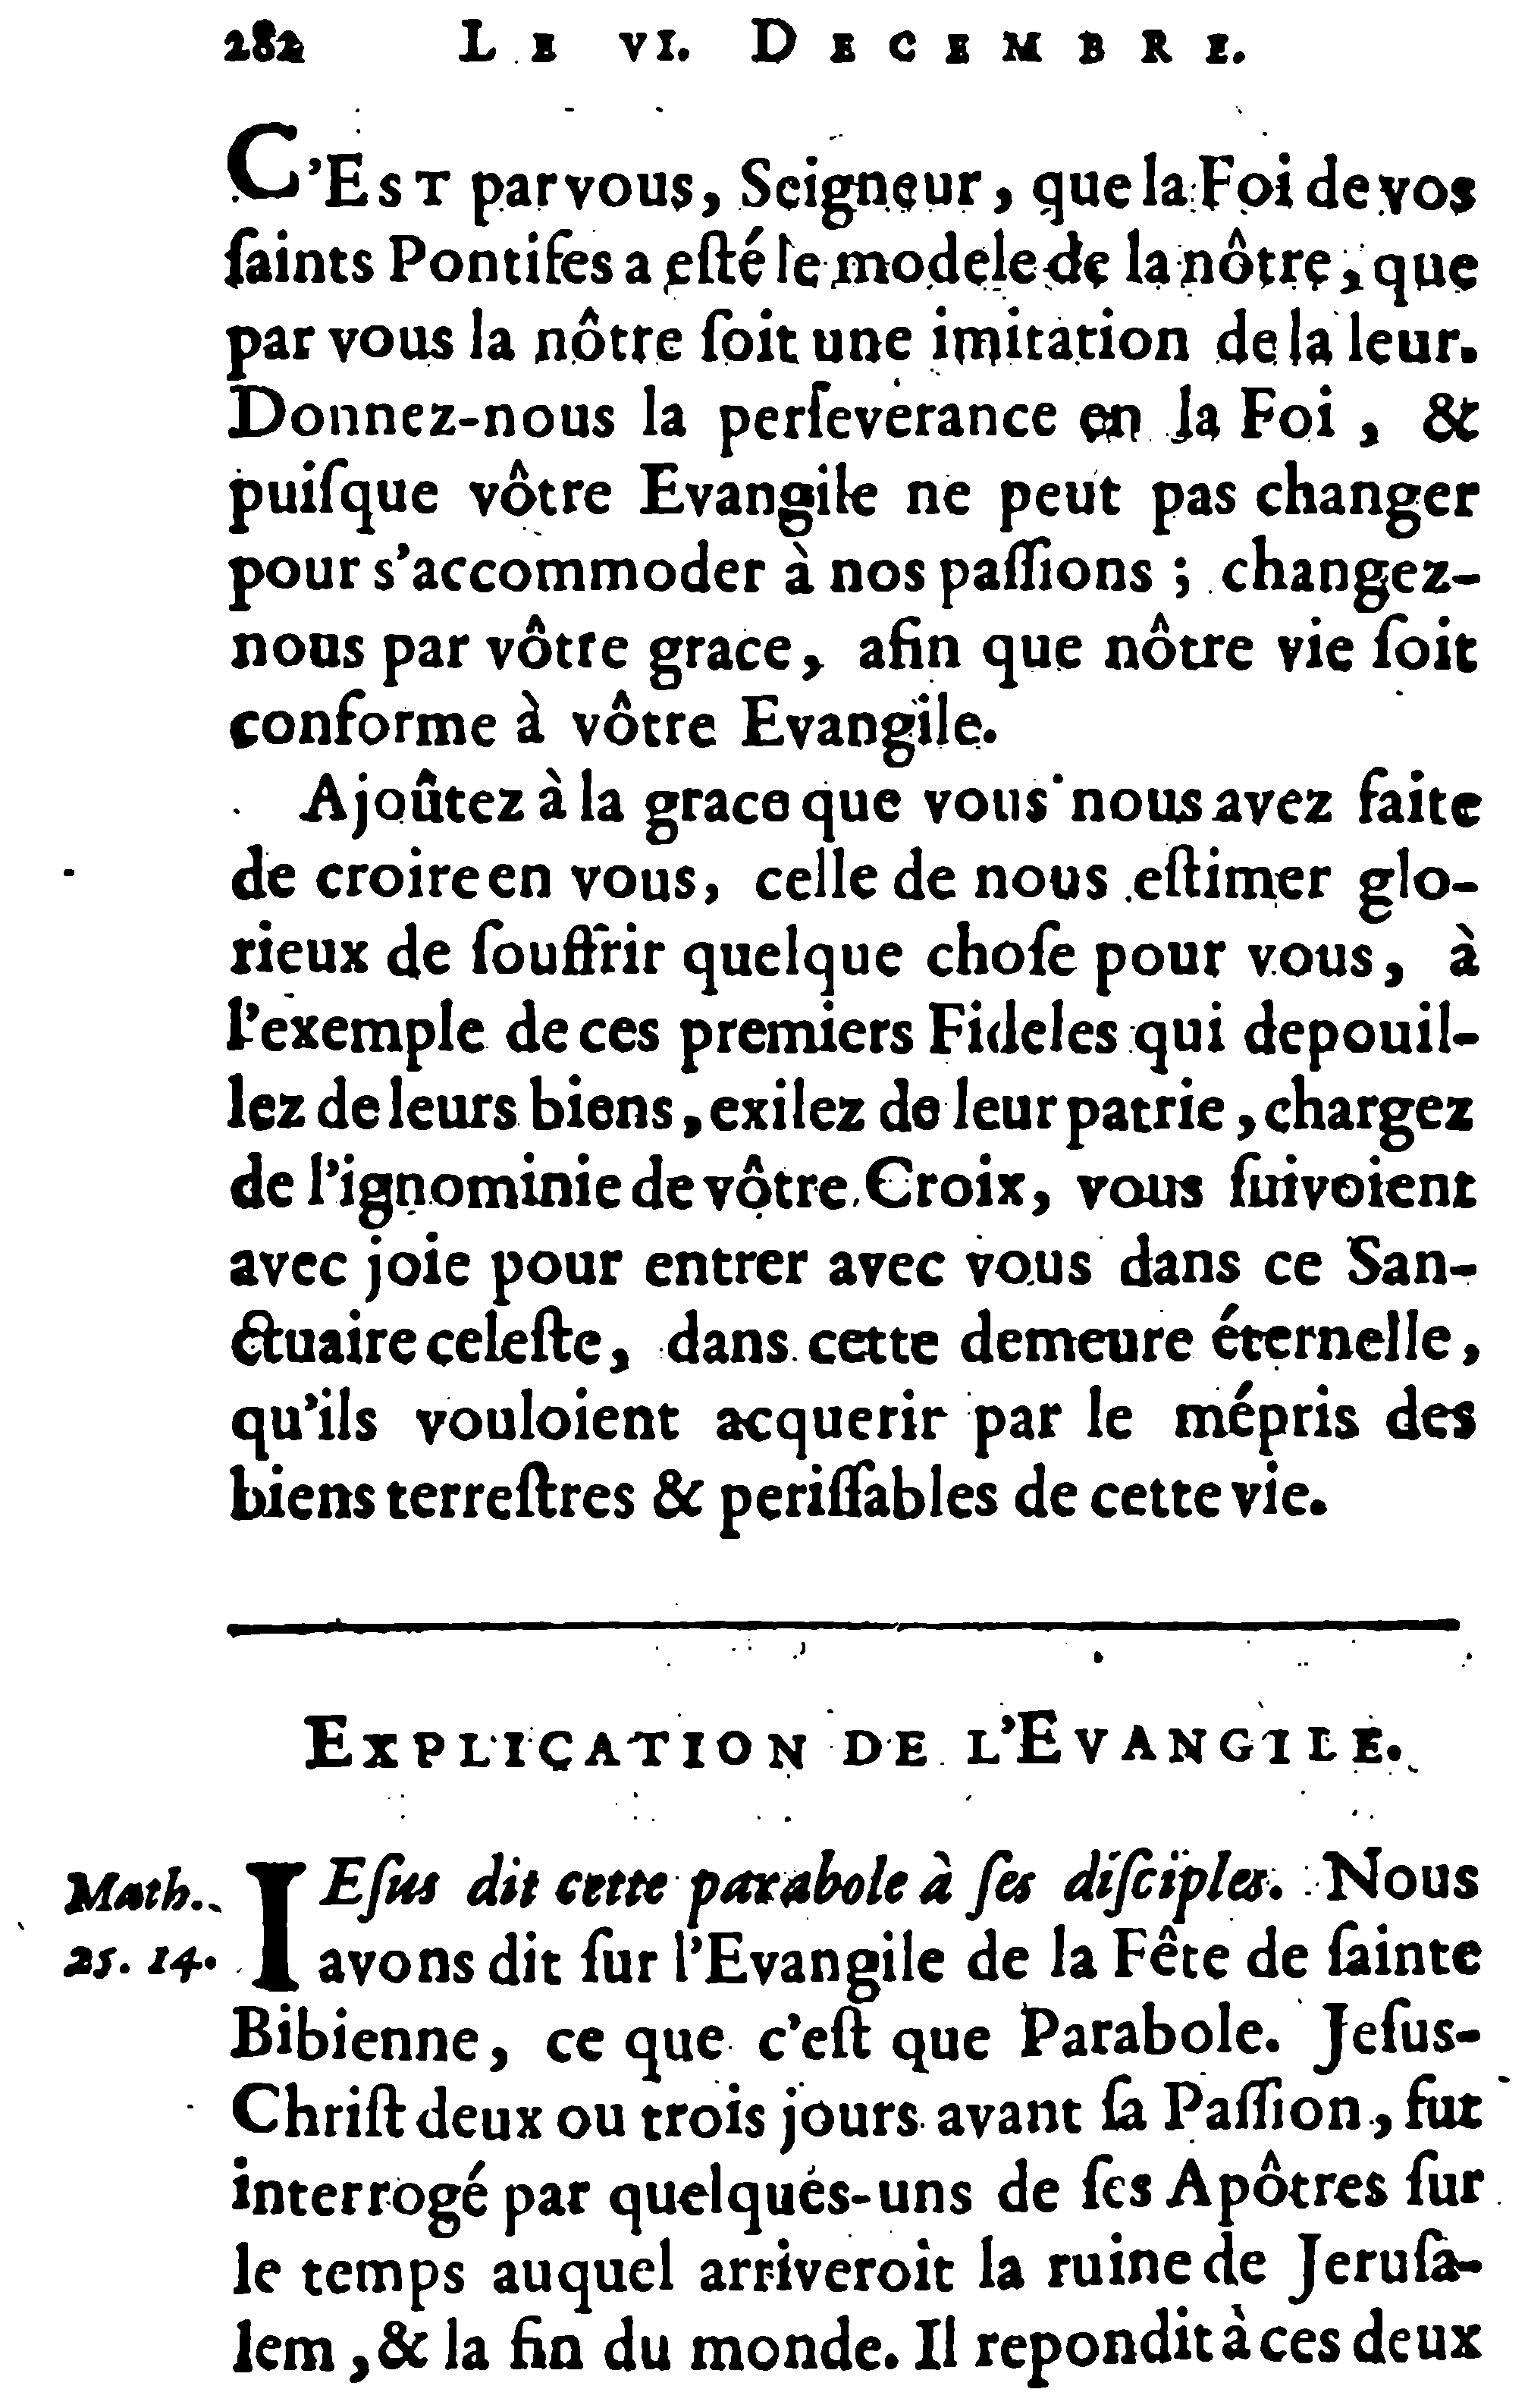 282 LE VI. DECEMBRE.
C'EST par vous, Seigneur, que la Foi de vos
ſaints Pontifes a eſté le modele de la nôtre, que
par vous la nôtre ſoit une imitation de la leur.
Donnez-nous la perſeverance en la Foi, &
puiſque vôtre Evangile ne peut pas changer
pour s'accommoder à nos paſſions ; changez-
nous par vôtre grace, afin que nôtre vie ſoit
conforme à vôtre Evangile.
Ajoûtez à la grace que vous nous avez faite
de croire en vous, celle de nous eſtimer glo-
rieux de ſouffrir quelque choſe pour vous, à
l'exemple de ces premiers Fideles qui depouil-
lez de leurs biens, exilez de leur patrie, chargez
de l'ignominie de vôtre Croix, vous ſuivoient
avec joie pour entrer avec vous dans ce San-
ctuaire celeſte, dans cette demeure éternelle,
qu'ils vouloient acquerir par le mépris des
biens terreſtres & periſſables de cette vie.
EXPLICATION DE L'EVANGILE.
Math.
25. 14.
IEſus dit cette parabole à ſes diſciples. Nous
avons dit ſur l'Evangile de la Fête de ſainte
Bibienne, ce que c'eſt que Parabole. Jeſus-
Chriſt deux ou trois jours avant ſa Paſſion, fut
interrogé par quelques-uns de ſes Apôtres ſur
le temps auquel arriveroit la ruine de Jeruſa-
lem, & la fin du monde. Il repondit à ces deux